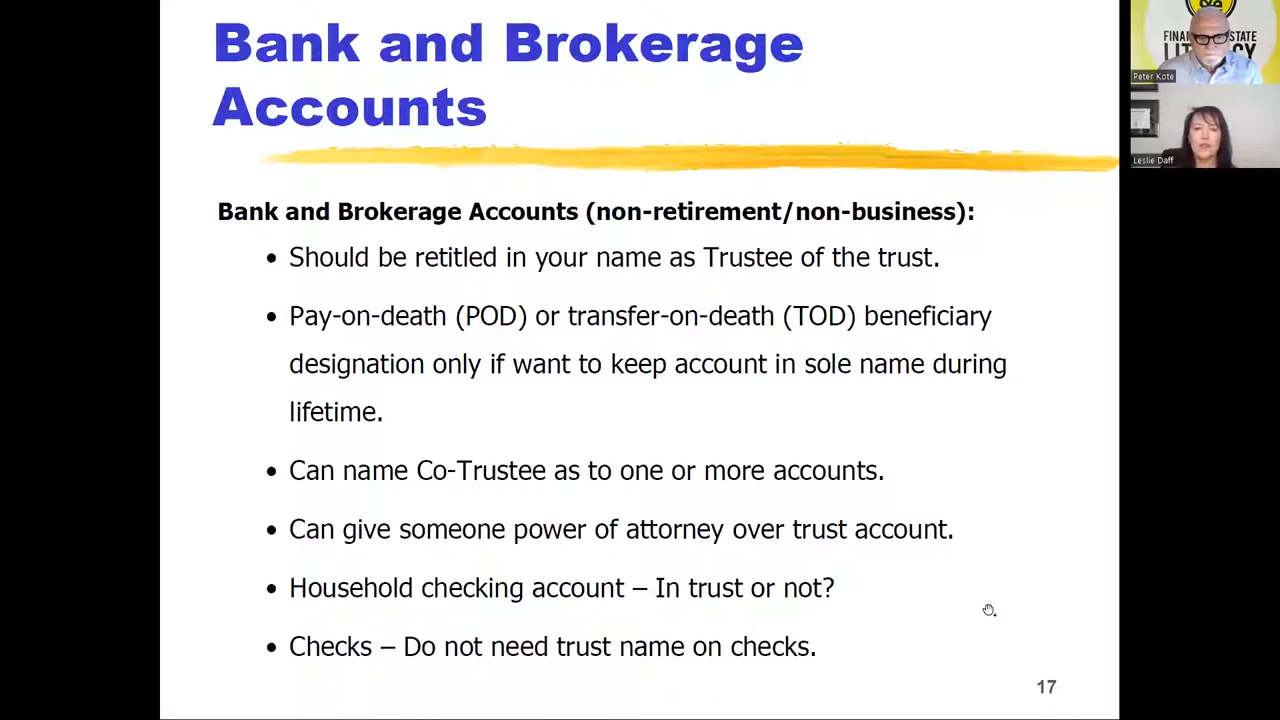 Bank and Brokerage
Accounts
Bank and Brokerage Accounts (non-retirement/non-business):
• Should be retitled in your name as Trustee of the trust.
• Pay-on-death (POD) or transfer-on-death (TOD) beneficiary
designation only if want to keep account in sole name during
lifetime.
• Can name Co-Trustee as to one or more accounts.
• Can give someone power of attorney over trust account.
• Household checking account – In trust or not?
• Checks – Do not need trust name on checks.
17
Peter Kote
Leslie Daff